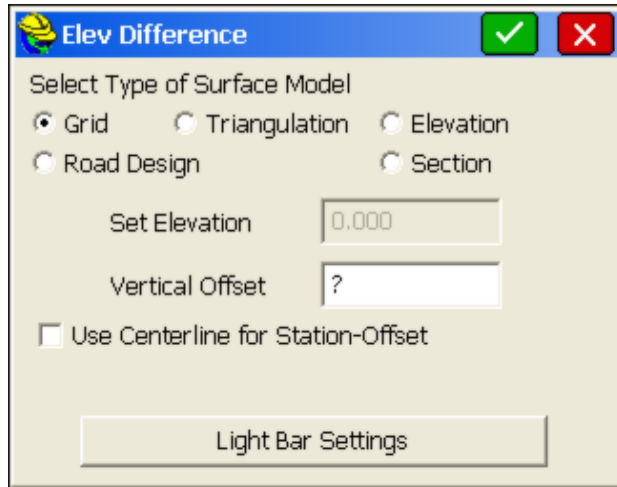 Elev Difference
Select Type of Surface Model
Grid Triangulation Elevation
Road Design Section
Set Elevation 0.000
Vertical Offset ?
Use Centerline for Station-Offset
Light Bar Settings